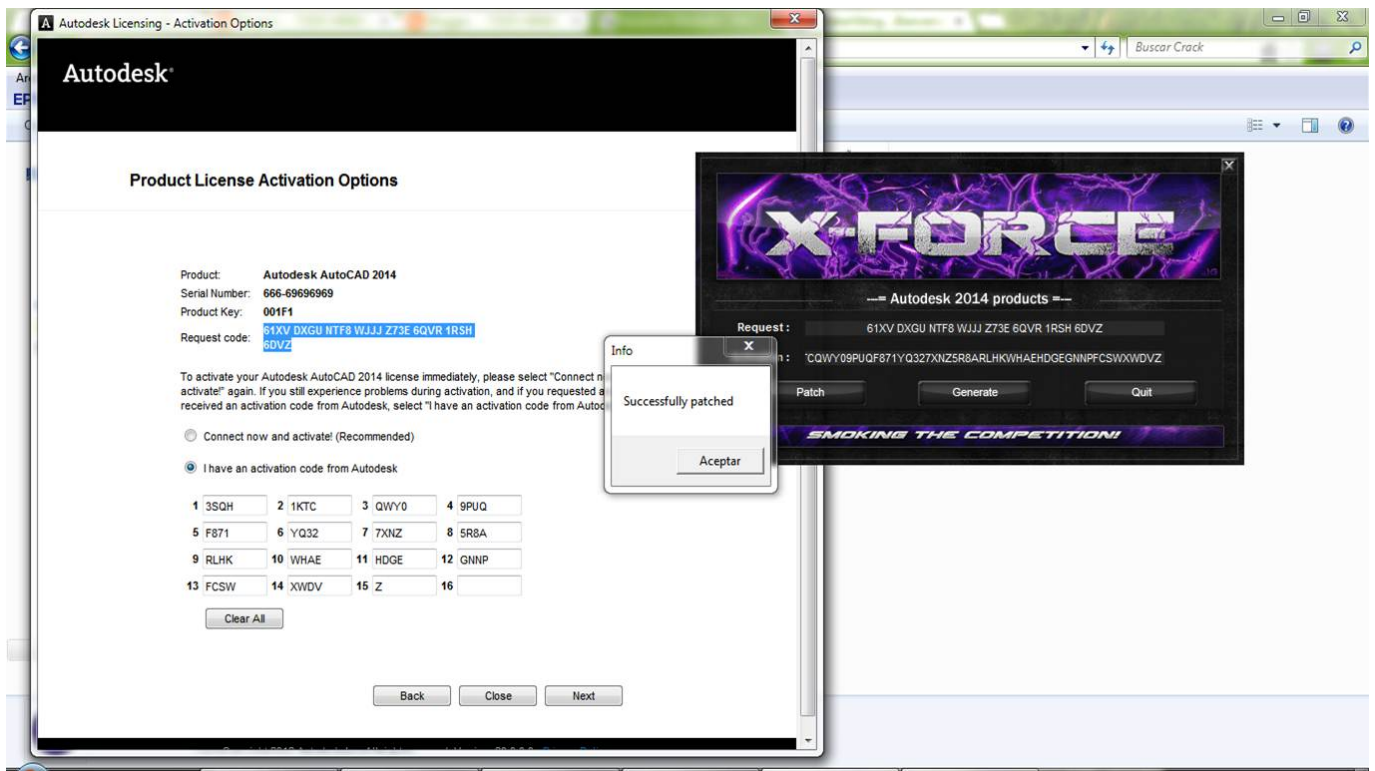 Autodesk Licensing - Activation Options
Buscar Crack
Autodesk
Product License Activation Options
Product: Autodesk AutoCAD 2014
Serial Number: 666-69696969
Product Key: 001F1
Request code: 61XV DXGU NTF8 WJJJ Z73E 6QVR 1RSH
6DVZ
To activate your Autodesk AutoCAD 2014 license immediately, please select "Connect
activate!" again. If you still experience problems during activation, and if you requested
received an activation code from Autodesk, select "I have an activation code from
Connect now and activate! (Recommended)
I have an activation code from Autodesk
1 3SQH 2 1KTC 3 QWY0 4 9PUQ
5 F871 6 YQ32 7 7XNZ 8 5R8A
9 RLHK 10 WHAE 11 HDGE 12 GNNP
13 FCSW 14 XWDV 15 Z 16
Clear All
Back Close Next
X-FORCE
---= Autodesk 2014 products =---
Request : 61XV DXGU NTF8 WJJJ Z73E 6QVR 1RSH 6DVZ
CQWY09PUQF871YQ327XNZ5R8ARLHKWHAEHDGEGNNPFCSWXWDVZ
Patch Generate Quit
SMOKING THE COMPETITION!
Info
Successfully patched
Aceptar